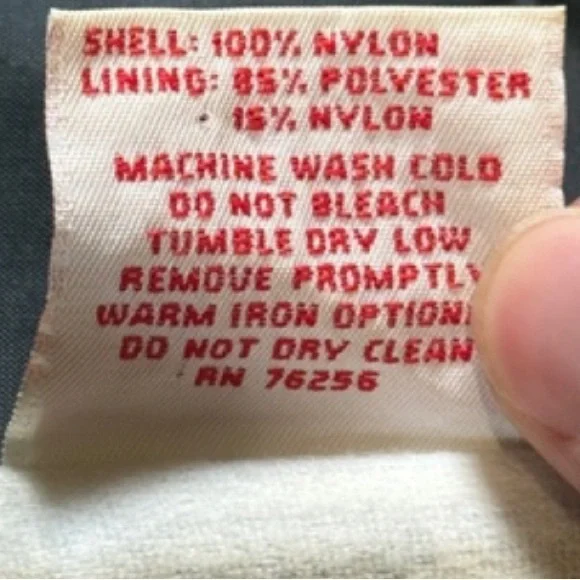 SHELL: 100% NYLON
LINING: 85% POLYESTER
15% NYLON
MACHINE WASH COLD
DO NOT BLEACH
TUMBLE DRY LOW
REMOVE PROMPTLY
WARM IRON OPTION
DO NOT DRY CLEAN
RN 76256